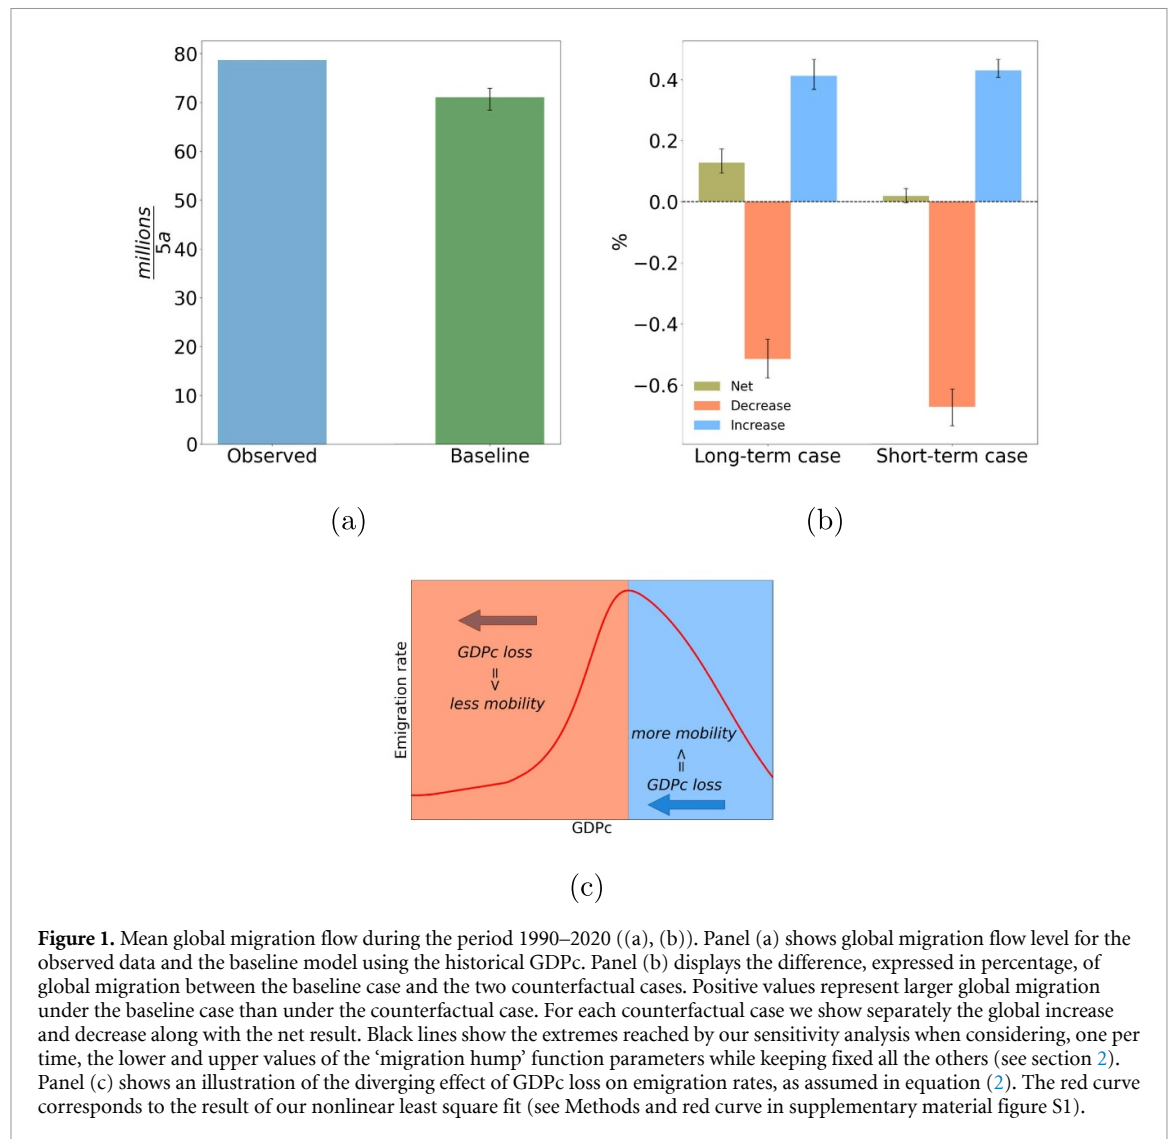 80
70
60
50
40
30
20
10
0
millions
5a
Observed
Baseline
(a)
0.4
0.2
0.0
−0.2
−0.4
−0.6
%
Net
Decrease
Increase
Long-term case
Short-term case
(b)
Emigration rate
GDPc loss
=>
less mobility
more mobility
=>
GDPc loss
GDPc
(c)
Figure 1. Mean global migration flow during the period 1990–2020 ((a), (b)). Panel (a) shows global migration flow level for the
observed data and the baseline model using the historical GDPc. Panel (b) displays the difference, expressed in percentage, of
global migration between the baseline case and the two counterfactual cases. Positive values represent larger global migration
under the baseline case than under the counterfactual case. For each counterfactual case we show separately the global increase
and decrease along with the net result. Black lines show the extremes reached by our sensitivity analysis when considering, one per
time, the lower and upper values of the ‘migration hump’ function parameters while keeping fixed all the others (see section 2).
Panel (c) shows an illustration of the diverging effect of GDPc loss on emigration rates, as assumed in equation (2). The red curve
corresponds to the result of our nonlinear least square fit (see Methods and red curve in supplementary material figure S1).